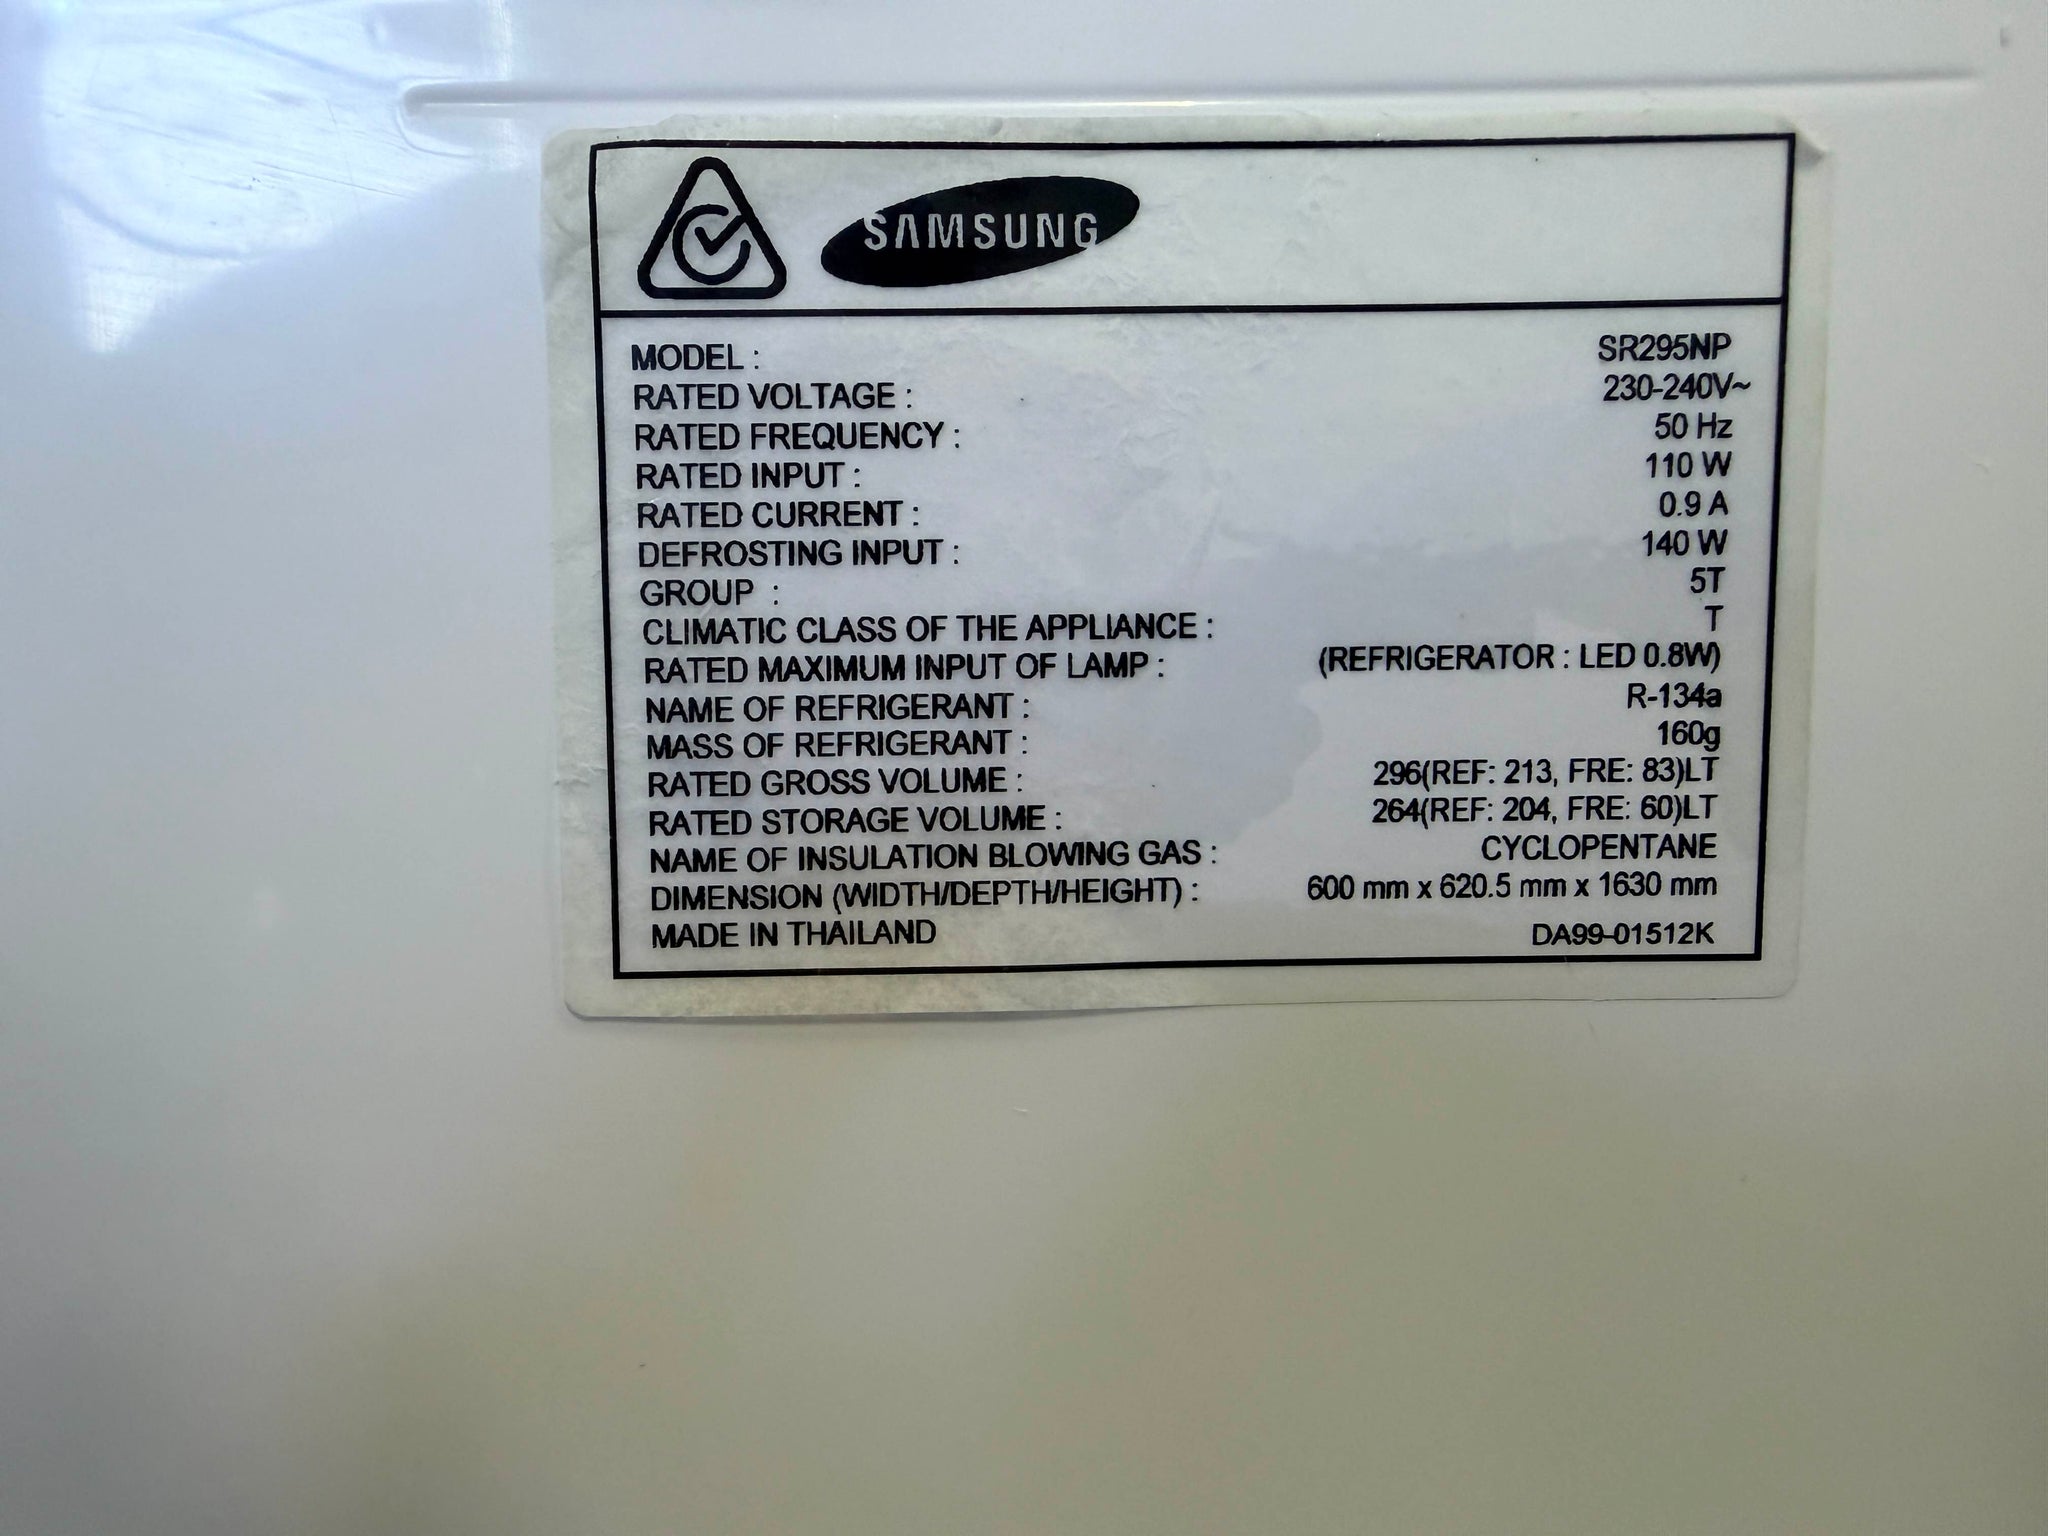 SAMSUNG
MODEL : SR295NP
RATED VOLTAGE : 230-240V~
RATED FREQUENCY : 50 Hz
RATED INPUT : 110 W
RATED CURRENT : 0.9 A
DEFROSTING INPUT : 140 W
GROUP : 5T
CLIMATIC CLASS OF THE APPLIANCE : T
RATED MAXIMUM INPUT OF LAMP : (REFRIGERATOR : LED 0.8W)
NAME OF REFRIGERANT : R-134a
MASS OF REFRIGERANT : 160g
RATED GROSS VOLUME : 296(REF: 213, FRE: 83)LT
RATED STORAGE VOLUME : 264(REF: 204, FRE: 60)LT
NAME OF INSULATION BLOWING GAS : CYCLOPENTANE
DIMENSION (WIDTH/DEPTH/HEIGHT) : 600 mm x 620.5 mm x 1630 mm
MADE IN THAILAND DA99-01512K